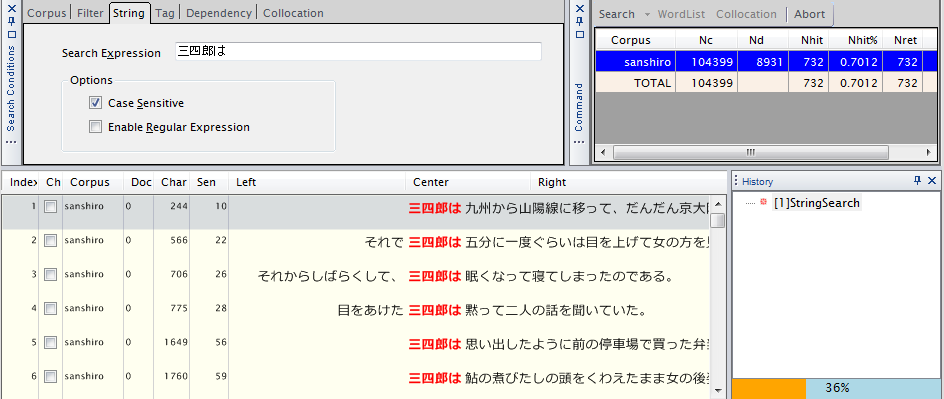 Search Conditions
Corpus Filter String Tag Dependency Collocation
Search Expression 三四郎は
Options
Case Sensitive
Enable Regular Expression
Command
Search WordList Collocation Abort
Corpus Nc Nd Nhit Nhit% Nret
sanshiro 104399 8931 732 0.7012 732
TOTAL 104399 732 0.7012 732
Index Ch Corpus Doc Char Sen Left Center Right
1 sanshiro 0 244 10 三四郎は 九州から山陽線に移って、だんだん京大
2 sanshiro 0 566 22 それで 三四郎は 五分に一度ぐらいは目を上げて女の方を
3 sanshiro 0 706 26 それからしばらくして、 三四郎は 眠くなって寝てしまったのである。
4 sanshiro 0 775 28 目をあけた 三四郎は 黙って二人の話を聞いていた。
5 sanshiro 0 1649 56 三四郎は 思い出したように前の停車場で買った弁
6 sanshiro 0 1760 59 三四郎は 鮎の煮びたしの頭をくわえたまま女の後
History
[1]StringSearch
36%